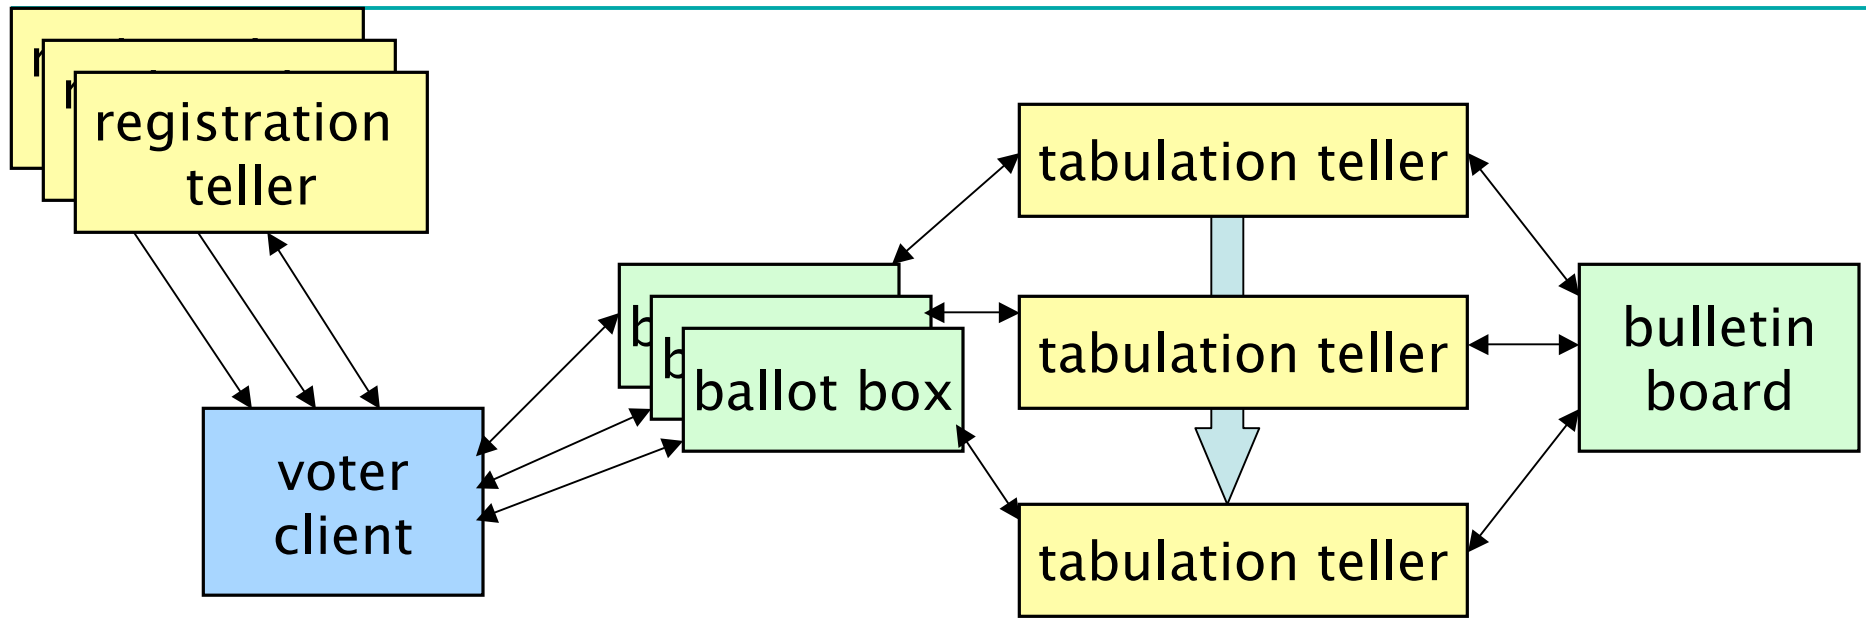 registration
teller
tabulation teller
tabulation teller
tabulation teller
ballot box
bulletin
board
voter
client